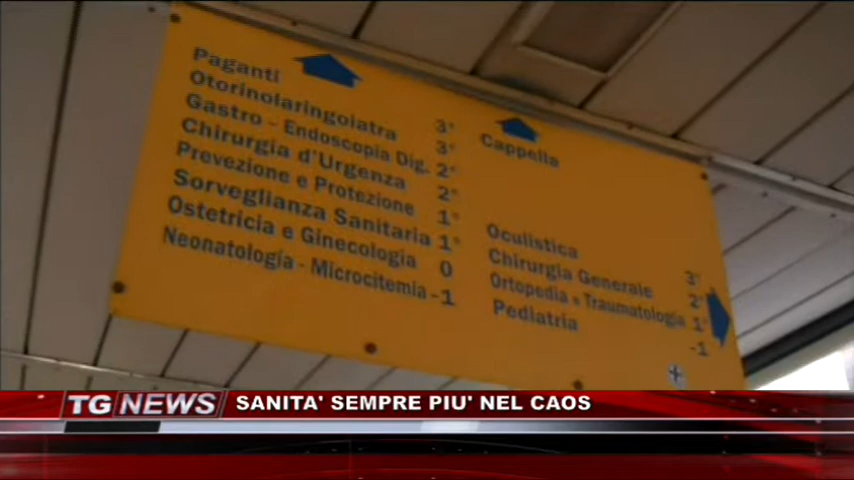 Paganti 3°
Otorinolaringoiatra 3°
Gastro - Endoscopia Dig. 2°
Chirurgia d'Urgenza 2°
Prevezione e Protezione 1°
Sorveglianza Sanitaria 1°
Ostetricia e Ginecologia 0
Neonatologia - Microcitemia -1
Cappella
Oculistica 3°
Chirurgia Generale 2°
Ortopedia e Traumatologia 1°
Pediatria -1
TG NEWS
SANITA' SEMPRE PIU' NEL CAOS